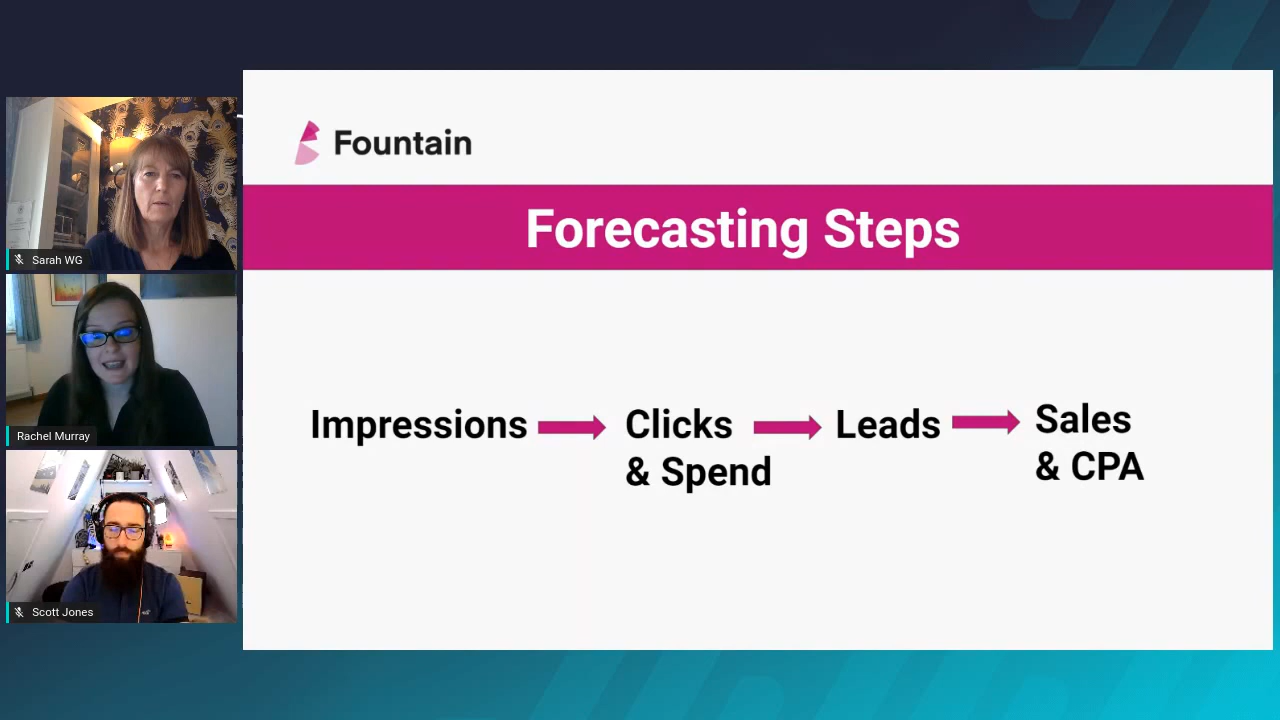 Fountain
Forecasting Steps
Impressions
Clicks
& Spend
Leads
Sales
& CPA
Sarah WG
Rachel Murray
Scott Jones